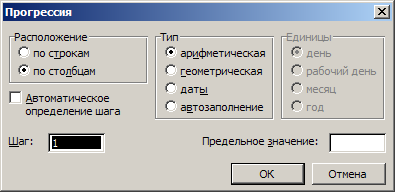 Прогрессия
Расположение
по строкам
по столбцам
Автоматическое
определение шага
Тип
арифметическая
геометрическая
даты
автозаполнение
Единицы
день
рабочий день
месяц
год
Шаг:
1
Предельное значение:
ОК
Отмена